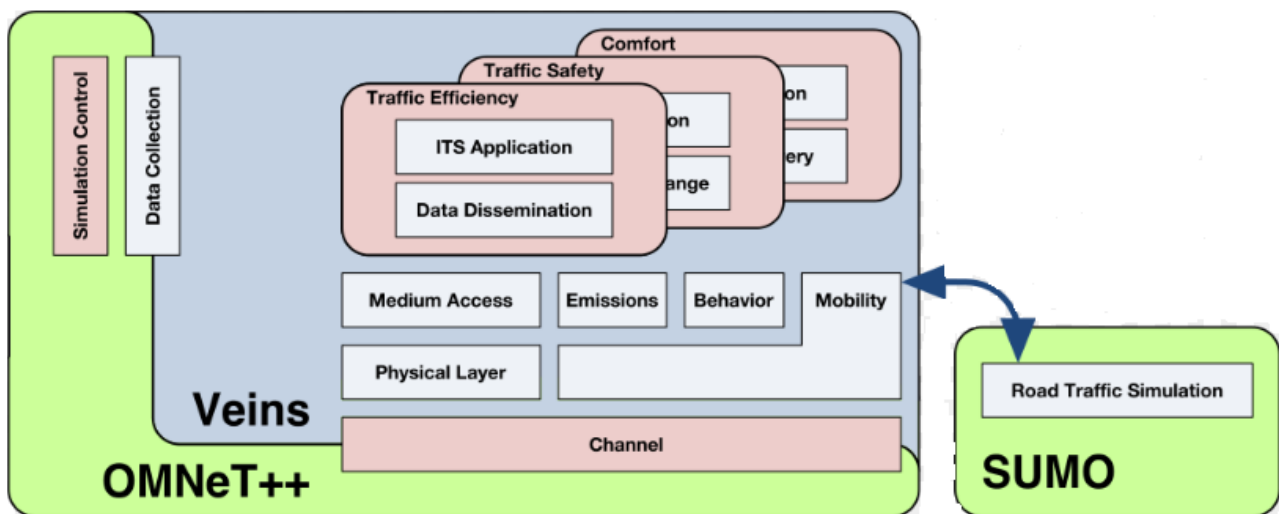 Comfort
Traffic Safety
Traffic Efficiency
ITS Application
Data Dissemination
on
ange
on
ery
Simulation Control
Data Collection
Medium Access
Emissions
Behavior
Mobility
Physical Layer
Road Traffic Simulation
Veins
Channel
OMNeT++
SUMO